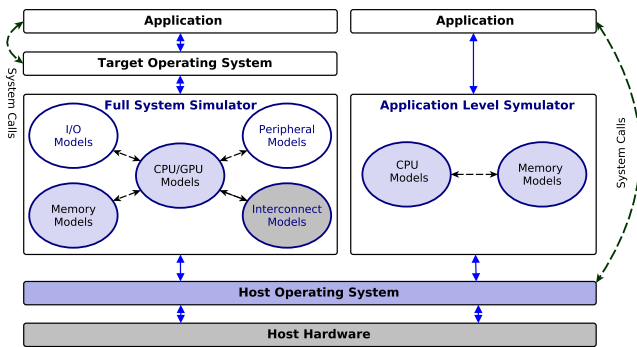 Application
Application
Target Operating System
System Calls
Full System Simulator
Application Level Symulator
I/O
Models
Peripheral
Models
CPU/GPU
Models
Memory
Models
Interconnect
Models
CPU
Models
Memory
Models
System Calls
Host Operating System
Host Hardware